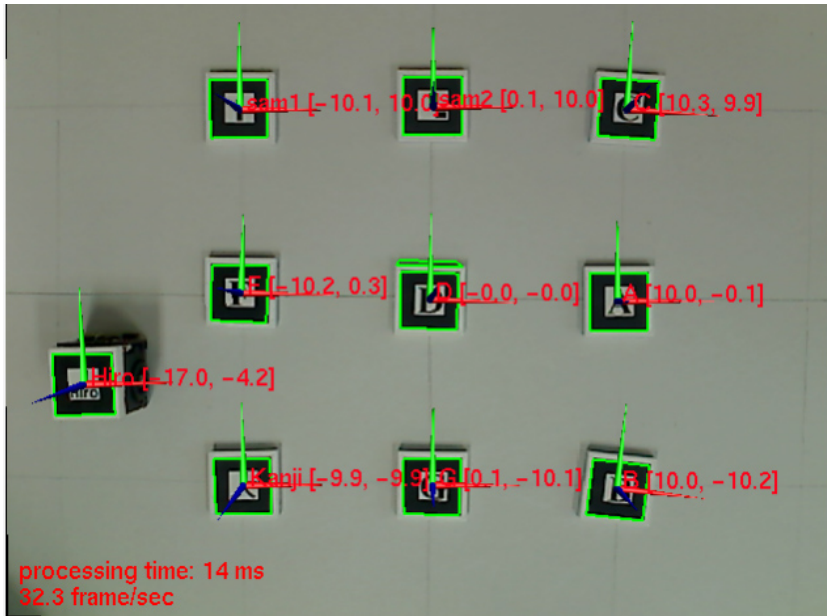 sam1 [-10.1, 10.0]
sam2 [0.1, 10.0]
C [10.3, 9.9]
F [-10.2, 0.3]
D [-0.0, -0.0]
A [10.0, -0.1]
Hiro [-17.0, -4.2]
Hiro
Kanji [-9.9, -9.9]
G [0.1, -10.1]
B [10.0, -10.2]
processing time: 14 ms
32.3 frame/sec